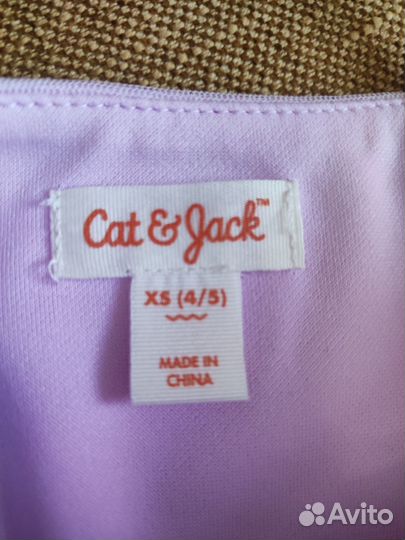 Cat & Jack™
XS (4/5)
MADE IN
CHINA
Avito